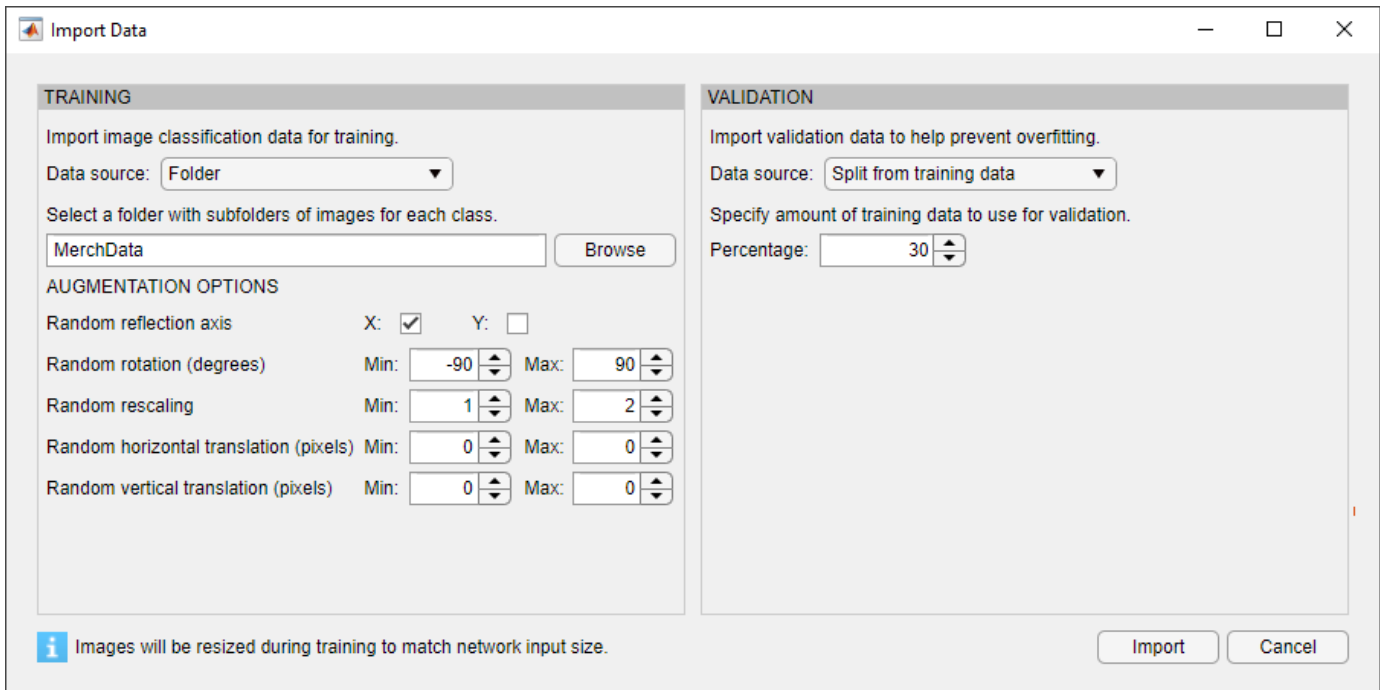 Import Data
TRAINING
Import image classification data for training.
Data source: Folder
Select a folder with subfolders of images for each class.
MerchData Browse
AUGMENTATION OPTIONS
Random reflection axis X: Y:
Random rotation (degrees) Min: -90 Max: 90
Random rescaling Min: 1 Max: 2
Random horizontal translation (pixels) Min: 0 Max: 0
Random vertical translation (pixels) Min: 0 Max: 0
VALIDATION
Import validation data to help prevent overfitting.
Data source: Split from training data
Specify amount of training data to use for validation.
Percentage: 30
Images will be resized during training to match network input size.
Import Cancel